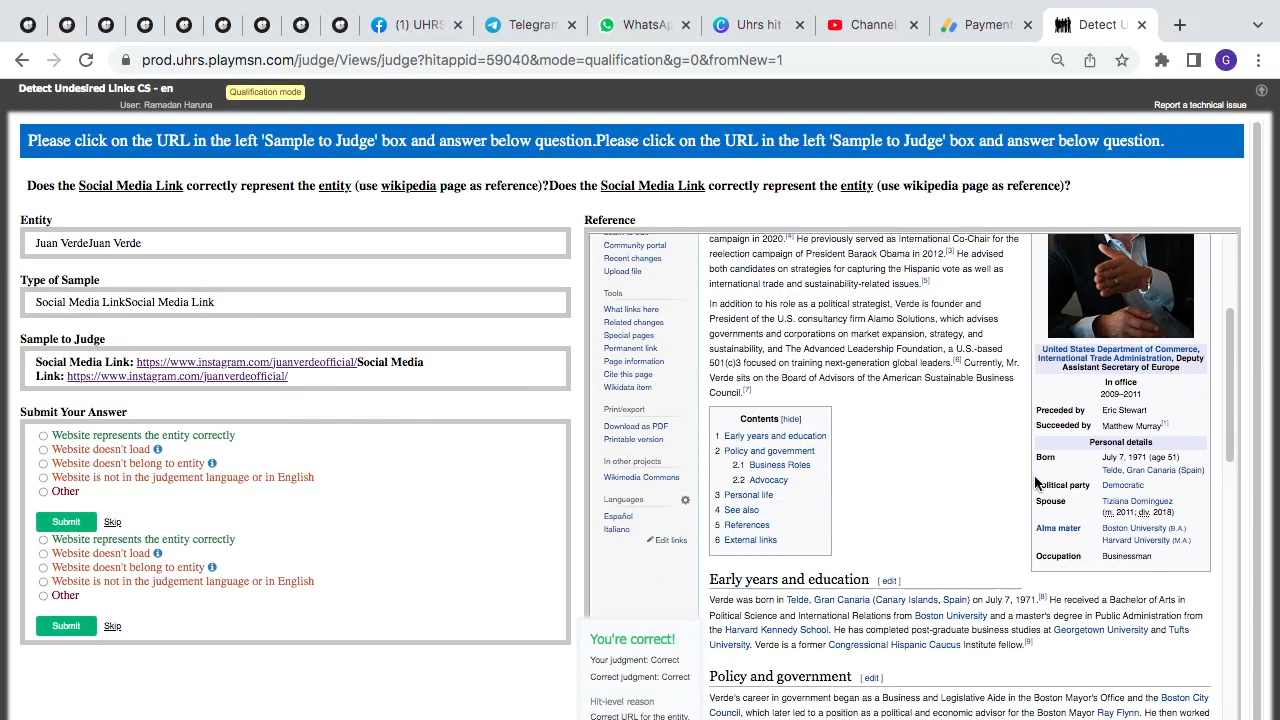 (1) UHRS
Telegram
WhatsAp
Uhrs hit
Channel
Payment
Detect U
prod.uhrs.playmsn.com/judge/Views/judge?hitappid=59040&mode=qualification&g=0&fromNew=1
G
Detect Undesired Links CS - en
Qualification mode
User: Ramadan Haruna
Report a technical issue
Please click on the URL in the left 'Sample to Judge' box and answer below question.Please click on the URL in the left 'Sample to Judge' box and answer below question.
Does the Social Media Link correctly represent the entity (use wikipedia page as reference)?Does the Social Media Link correctly represent the entity (use wikipedia page as reference)?
Entity
Juan VerdeJuan Verde
Type of Sample
Social Media LinkSocial Media Link
Sample to Judge
Social Media Link: https://www.instagram.com/juanverdeofficial/Social Media
Link: https://www.instagram.com/juanverdeofficial/
Submit Your Answer
Website represents the entity correctly
Website doesn't load
Website doesn't belong to entity
Website is not in the judgement language or in English
Other
Submit Skip
Website represents the entity correctly
Website doesn't load
Website doesn't belong to entity
Website is not in the judgement language or in English
Other
Submit Skip
Reference
Community portal
Recent changes
Upload file
Tools
What links here
Related changes
Special pages
Permanent link
Page information
Cite this page
Wikidata item
Print/export
Download as PDF
Printable version
In other projects
Wikimedia Commons
Languages
Español
Italiano
Edit links
You're correct!
Your judgment: Correct
Correct judgment: Correct
Hit-level reason
Correct URL for the entity.
campaign in 2020.[4] He previously served as International Co-Chair for the
reelection campaign of President Barack Obama in 2012.[3] He advised
both candidates on strategies for capturing the Hispanic vote as well as
international trade and sustainability-related issues.[5]
In addition to his role as a political strategist, Verde is founder and
President of the U.S. consultancy firm Alamo Solutions, which advises
governments and corporations on market expansion, strategy, and
sustainability, and The Advanced Leadership Foundation, a U.S.-based
501(c)3 focused on training next-generation global leaders.[6] Currently, Mr.
Verde sits on the Board of Advisors of the American Sustainable Business
Council.[7]
Contents [hide]
1 Early years and education
2 Policy and government
2.1 Business Roles
2.2 Advocacy
3 Personal life
4 See also
5 References
6 External links
United States Department of Commerce,
International Trade Administration, Deputy
Assistant Secretary of Europe
In office
2009–2011
Preceded by Eric Stewart
Succeeded by Matthew Murray[1]
Personal details
Born July 7, 1971 (age 51)
Telde, Gran Canaria (Spain)
Political party Democratic
Spouse Tiziana Domínguez
(m. 2011; div. 2018)
Alma mater Boston University (B.A.)
Harvard University (M.A.)
Occupation Businessman
Early years and education [ edit ]
Verde was born in Telde, Gran Canaria (Canary Islands, Spain) on July 7, 1971.[8] He received a Bachelor of Arts in
Political Science and International Relations from Boston University and a master's degree in Public Administration from
the Harvard Kennedy School. He has completed post-graduate business studies at Georgetown University and Tufts
University. Verde is a former Congressional Hispanic Caucus Institute fellow.[9]
Policy and government [ edit ]
Verde's career in government began as a Business and Legislative Aide in the Boston Mayor's Office and the Boston City
Council, which later led to a position as a political and economic advisor for the Boston Mayor Ray Flynn. He then worked